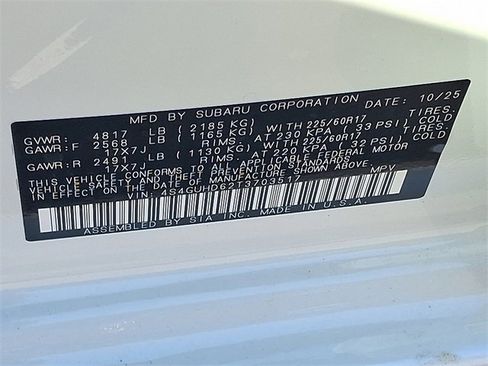 MFD BY SUBARU CORPORATION DATE: 10/25
GVWR: 4817 LB (2185 KG)
GAWR: F 2568 LB (1165 KG) WITH 225/60R17 TIRES.
17X7J RIMS. AT 230 KPA (33 PSI) COLD
GAWR: R 2491 LB (1130 KG) WITH 225/60R17 TIRES.
17X7J RIMS. AT 220 KPA (32 PSI) COLD
THIS VEHICLE CONFORMS TO ALL APPLICABLE FEDERAL MOTOR
VEHICLE SAFETY AND BUMPER STANDARDS
IN EFFECT ON THE DATE OF MANUFACTURE SHOWN ABOVE.
VIN: 4S4GUHD62T3703517 MPV
ASSEMBLED BY SIA INC. MADE IN U.S.A.